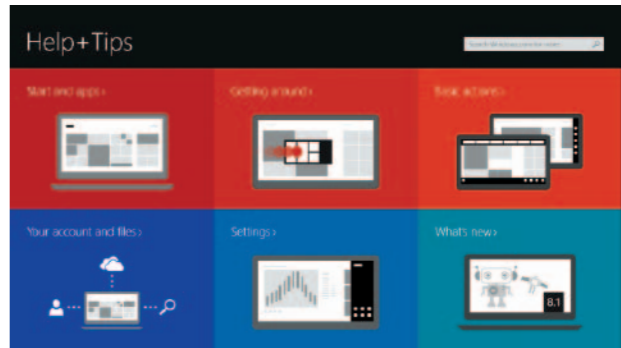 Help+Tips
Start and apps ›
Getting around ›
Basic actions ›
Your account and files ›
Settings ›
What's new ›
8.1